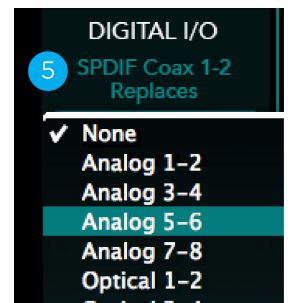 DIGITAL I/O
5 SPDIF Coax 1-2
Replaces
✓ None
Analog 1-2
Analog 3-4
Analog 5-6
Analog 7-8
Optical 1-2